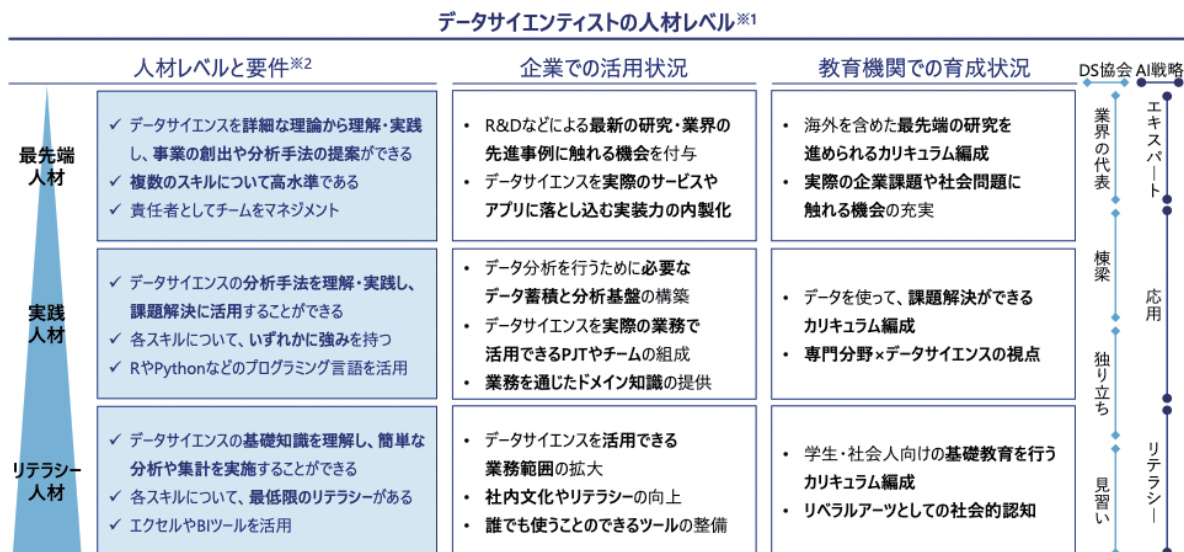 データサイエンティストの人材レベル※1
人材レベルと要件※2
企業での活用状況
教育機関での育成状況
DS協会
AI戦略
最先端
人材
✓ データサイエンスを詳細な理論から理解・実践
し、事業の創出や分析手法の提案ができる
✓ 複数のスキルについて高水準である
✓ 責任者としてチームをマネジメント
• R&Dなどによる最新の研究・業界の
先進事例に触れる機会を付与
• データサイエンスを実際のサービスや
アプリに落とし込む実装力の内製化
• 海外を含めた最先端の研究を
進められるカリキュラム編成
• 実際の企業課題や社会問題に
触れる機会の充実
実践
人材
✓ データサイエンスの分析手法を理解・実践し、
課題解決に活用することができる
✓ 各スキルについて、いずれかに強みを持つ
✓ RやPythonなどのプログラミング言語を活用
• データ分析を行うために必要な
データ蓄積と分析基盤の構築
• データサイエンスを実際の業務で
活用できるPJTやチームの組成
• 業務を通じたドメイン知識の提供
• データを使って、課題解決ができる
カリキュラム編成
• 専門分野×データサイエンスの視点
リテラシー
人材
✓ データサイエンスの基礎知識を理解し、簡単な
分析や集計を実施することができる
✓ 各スキルについて、最低限のリテラシーがある
✓ エクセルやBIツールを活用
• データサイエンスを活用できる
業務範囲の拡大
• 社内文化やリテラシーの向上
• 誰でも使うことのできるツールの整備
• 学生・社会人向けの基礎教育を行う
カリキュラム編成
• リベラルアーツとしての社会的認知
業界の代表
棟梁
独り立ち
見習い
エキスパート
応用
リテラシー